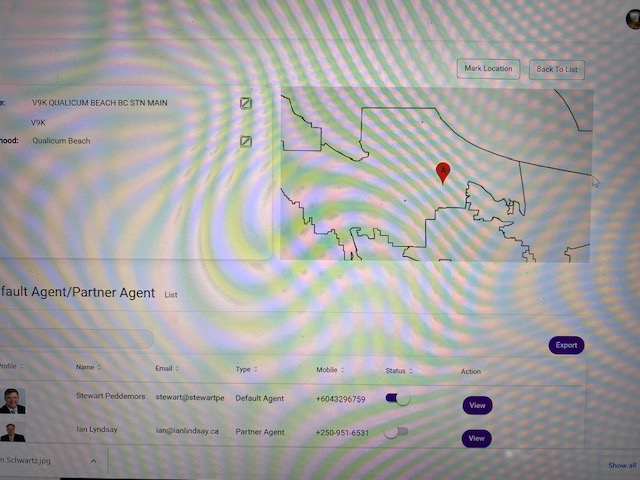 Mark Location Back To List
e: V9K QUALICUM BEACH BC STN MAIN
V9K
hood: Qualicum Beach
A
fault Agent/Partner Agent List
Export
Profile Name Email Type Mobile Status Action
Stewart Peddemors stewart@stewartpe Default Agent +6043296759 View
Ian Lyndsay ian@ianlindsay.ca Partner Agent +250-951-6531 View
n Schwartz.jpg Show all